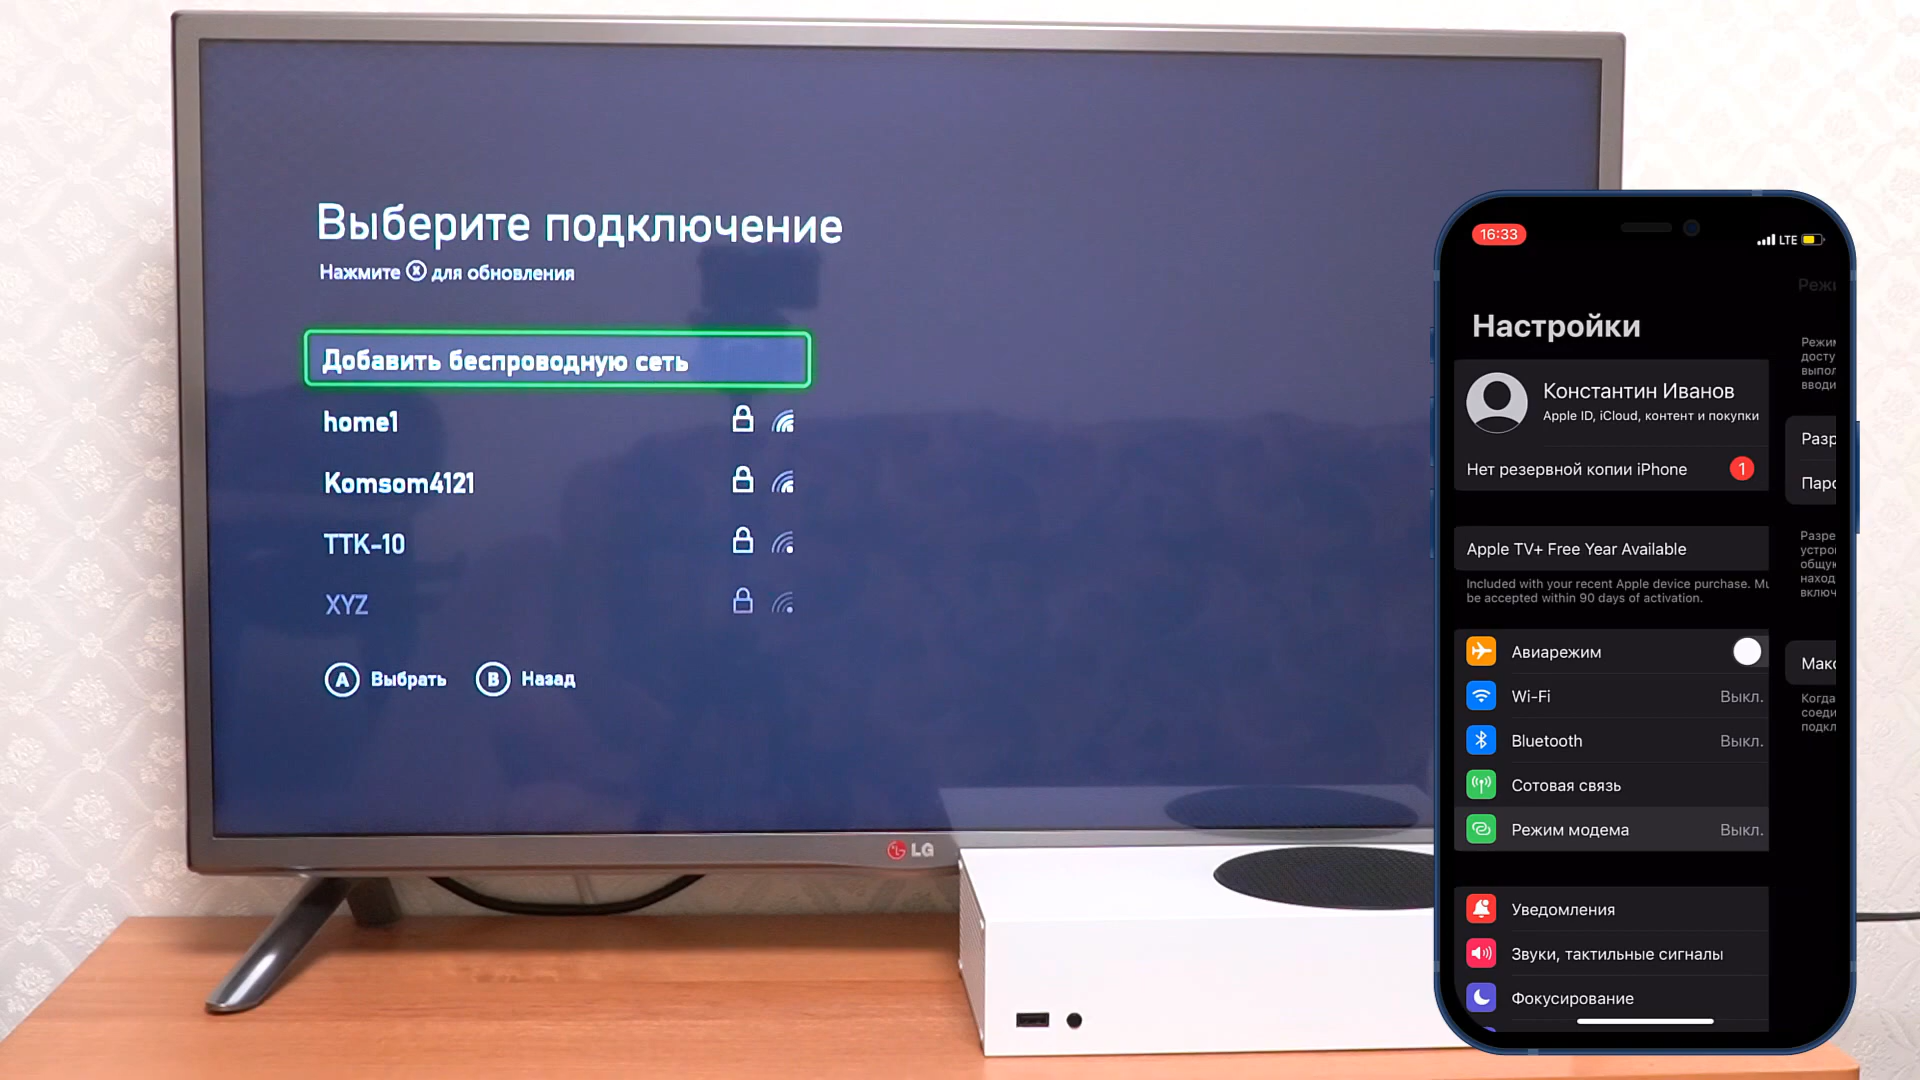 Выберите подключение
Нажмите X для обновления
Добавить беспроводную сеть
home1
Komsom4121
TTK-10
XYZ
A Выбрать B Назад
LG
16:33
LTE
Настройки
Константин Иванов
Apple ID, iCloud, контент и покупки
Нет резервной копии iPhone 1
Apple TV+ Free Year Available
Included with your recent Apple device purchase.
be accepted within 90 days of activation.
Авиарежим
Wi-Fi Выкл.
Bluetooth Выкл.
Сотовая связь
Режим модема Выкл.
Уведомления
Звуки, тактильные сигналы
Фокусирование